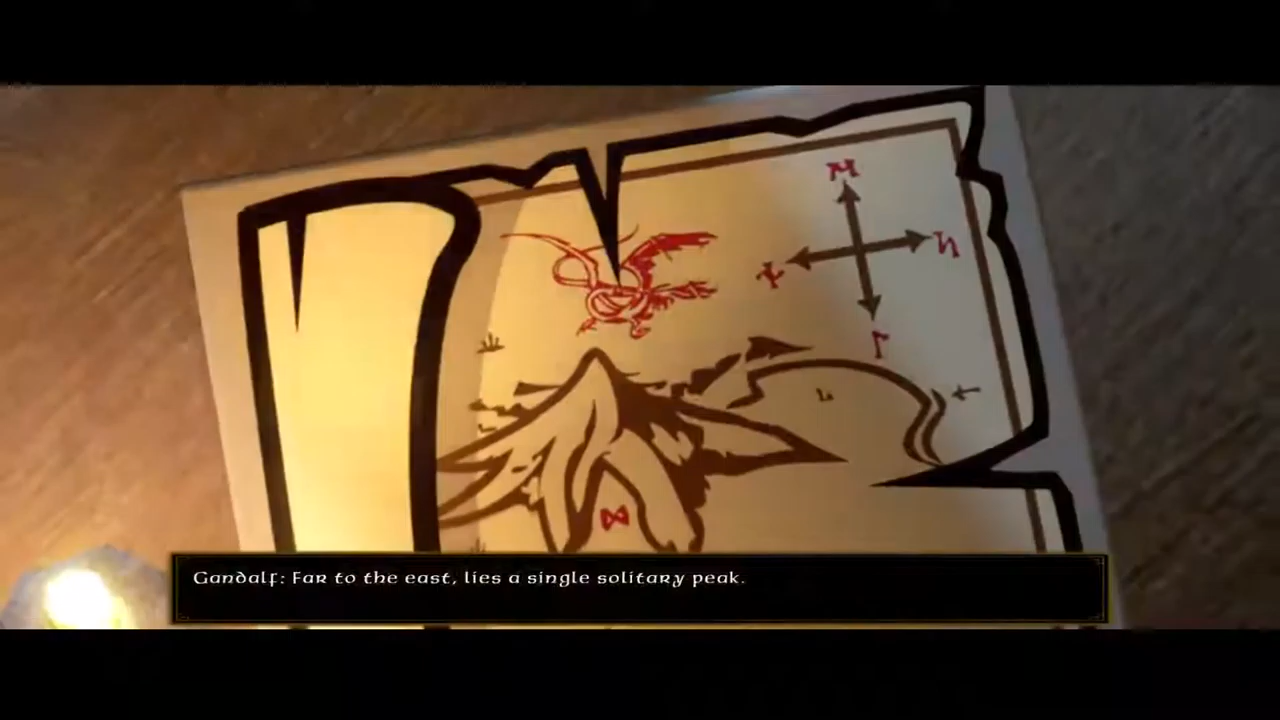 ᛖ
ᚻ
Gandalf: Far to the east, lies a single solitary peak.